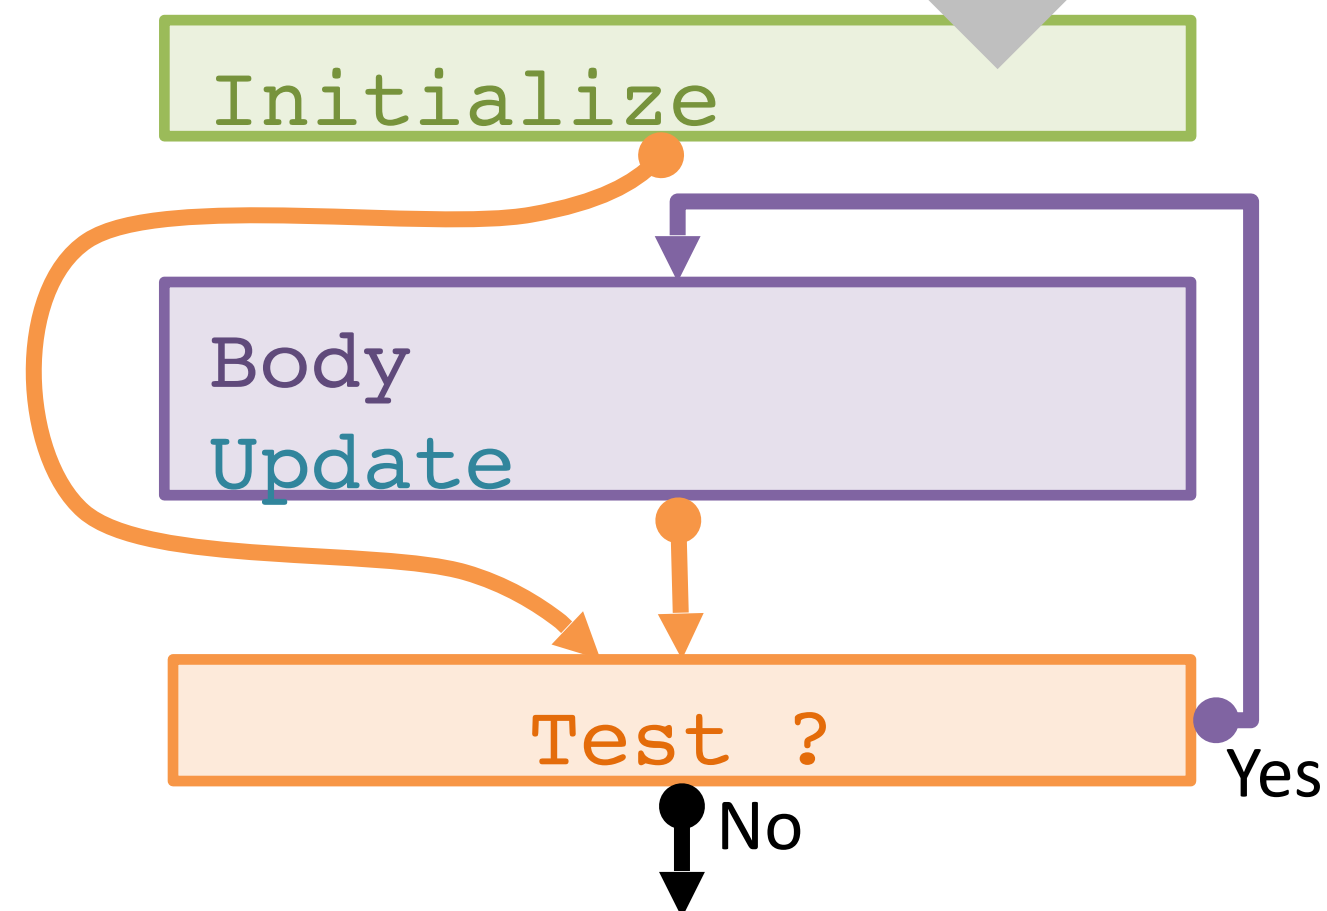 Initialize
Body
Update
Test ?
Yes
No